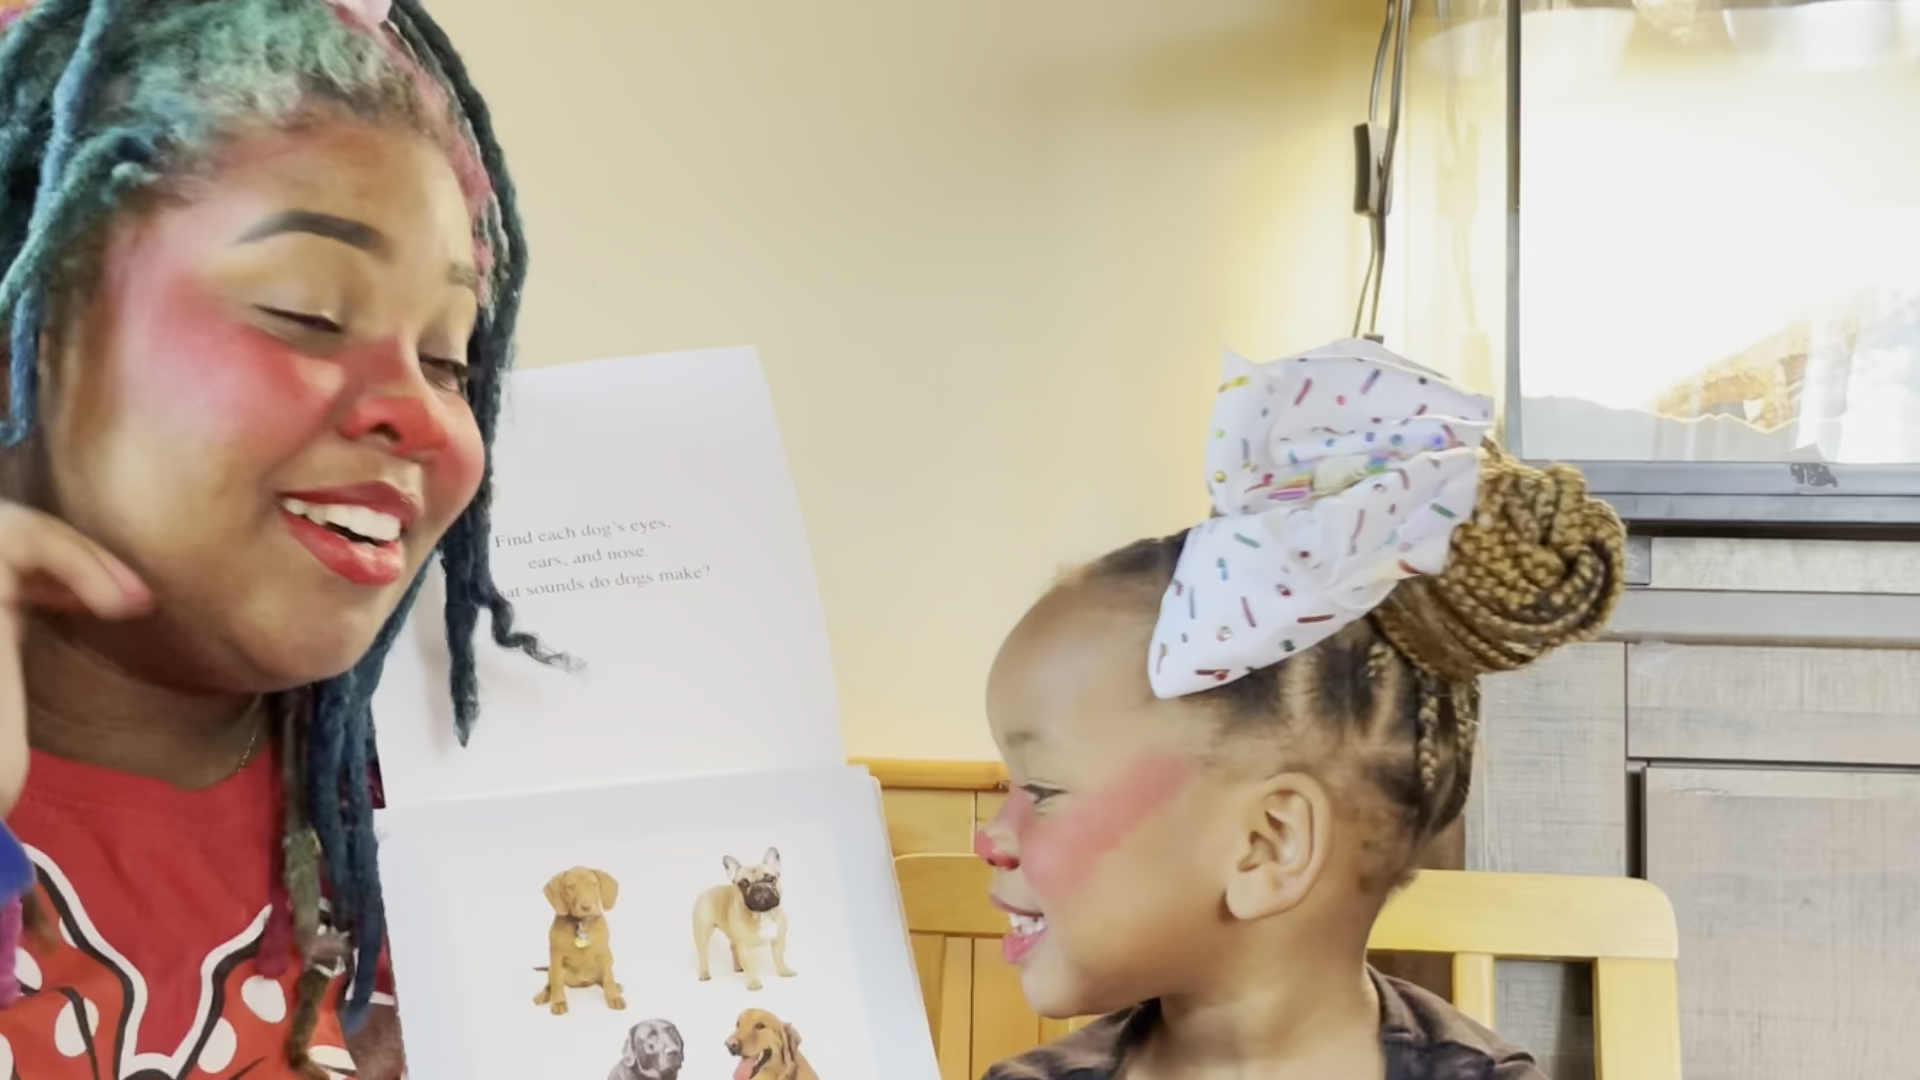 Find each dog's eyes,
ears, and nose.
sounds do dogs make?